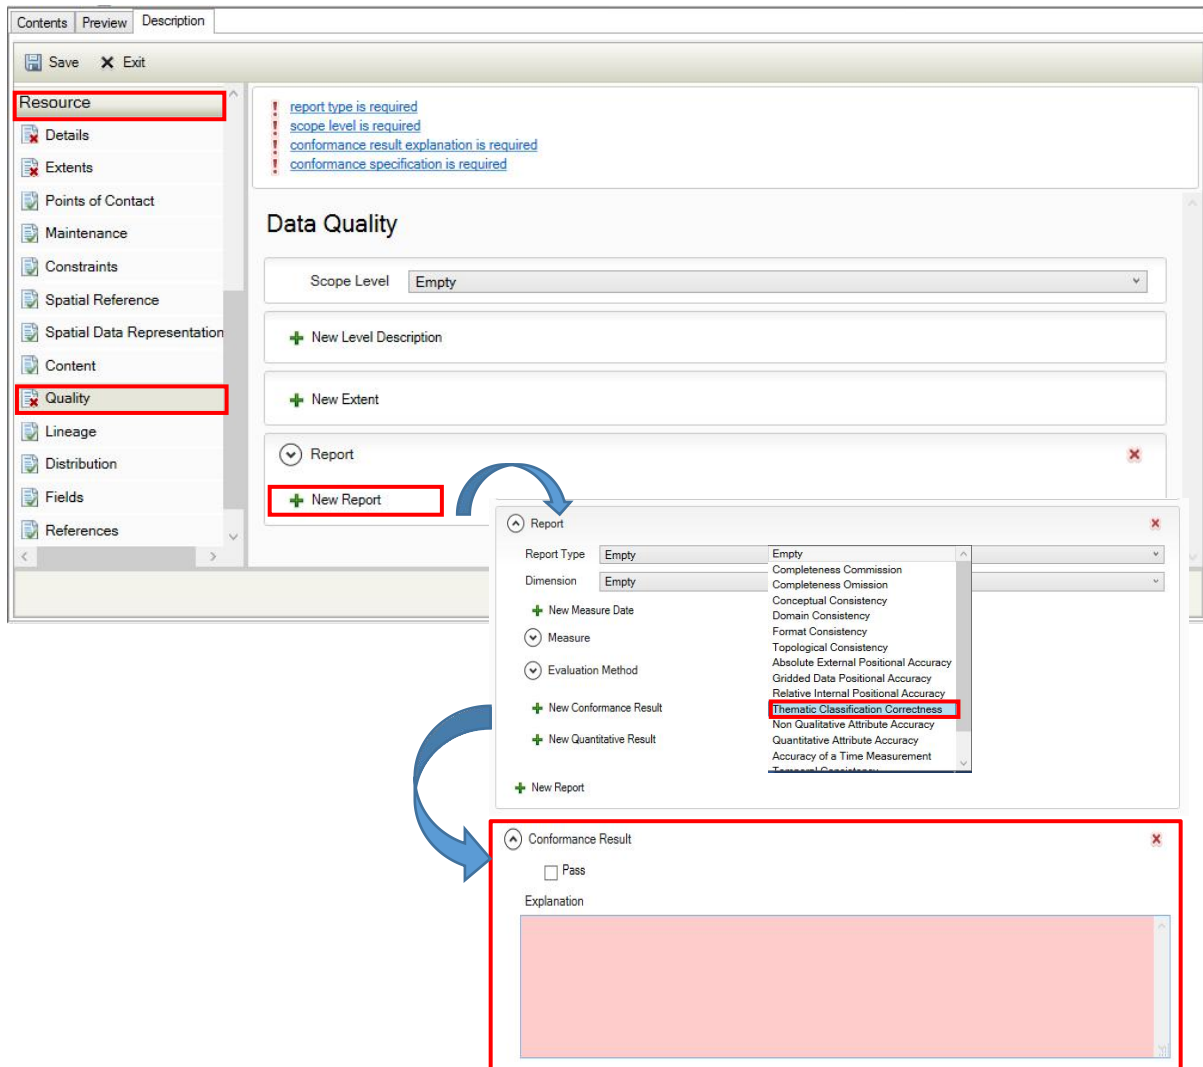 Contents Preview Description
Save Exit
Resource
Details
Extents
Points of Contact
Maintenance
Constraints
Spatial Reference
Spatial Data Representation
Content
Quality
Lineage
Distribution
Fields
References
report type is required
scope level is required
conformance result explanation is required
conformance specification is required
Data Quality
Scope Level Empty
New Level Description
New Extent
Report
New Report
Report
Report Type Empty
Dimension Empty
New Measure Date
Measure
Evaluation Method
New Conformance Result
New Quantitative Result
New Report
Empty
Completeness Commission
Completeness Omission
Conceptual Consistency
Domain Consistency
Format Consistency
Topological Consistency
Absolute External Positional Accuracy
Gridded Data Positional Accuracy
Relative Internal Positional Accuracy
Thematic Classification Correctness
Non Qualitative Attribute Accuracy
Quantitative Attribute Accuracy
Accuracy of a Time Measurement
Temporal Consistency
Conformance Result
Pass
Explanation